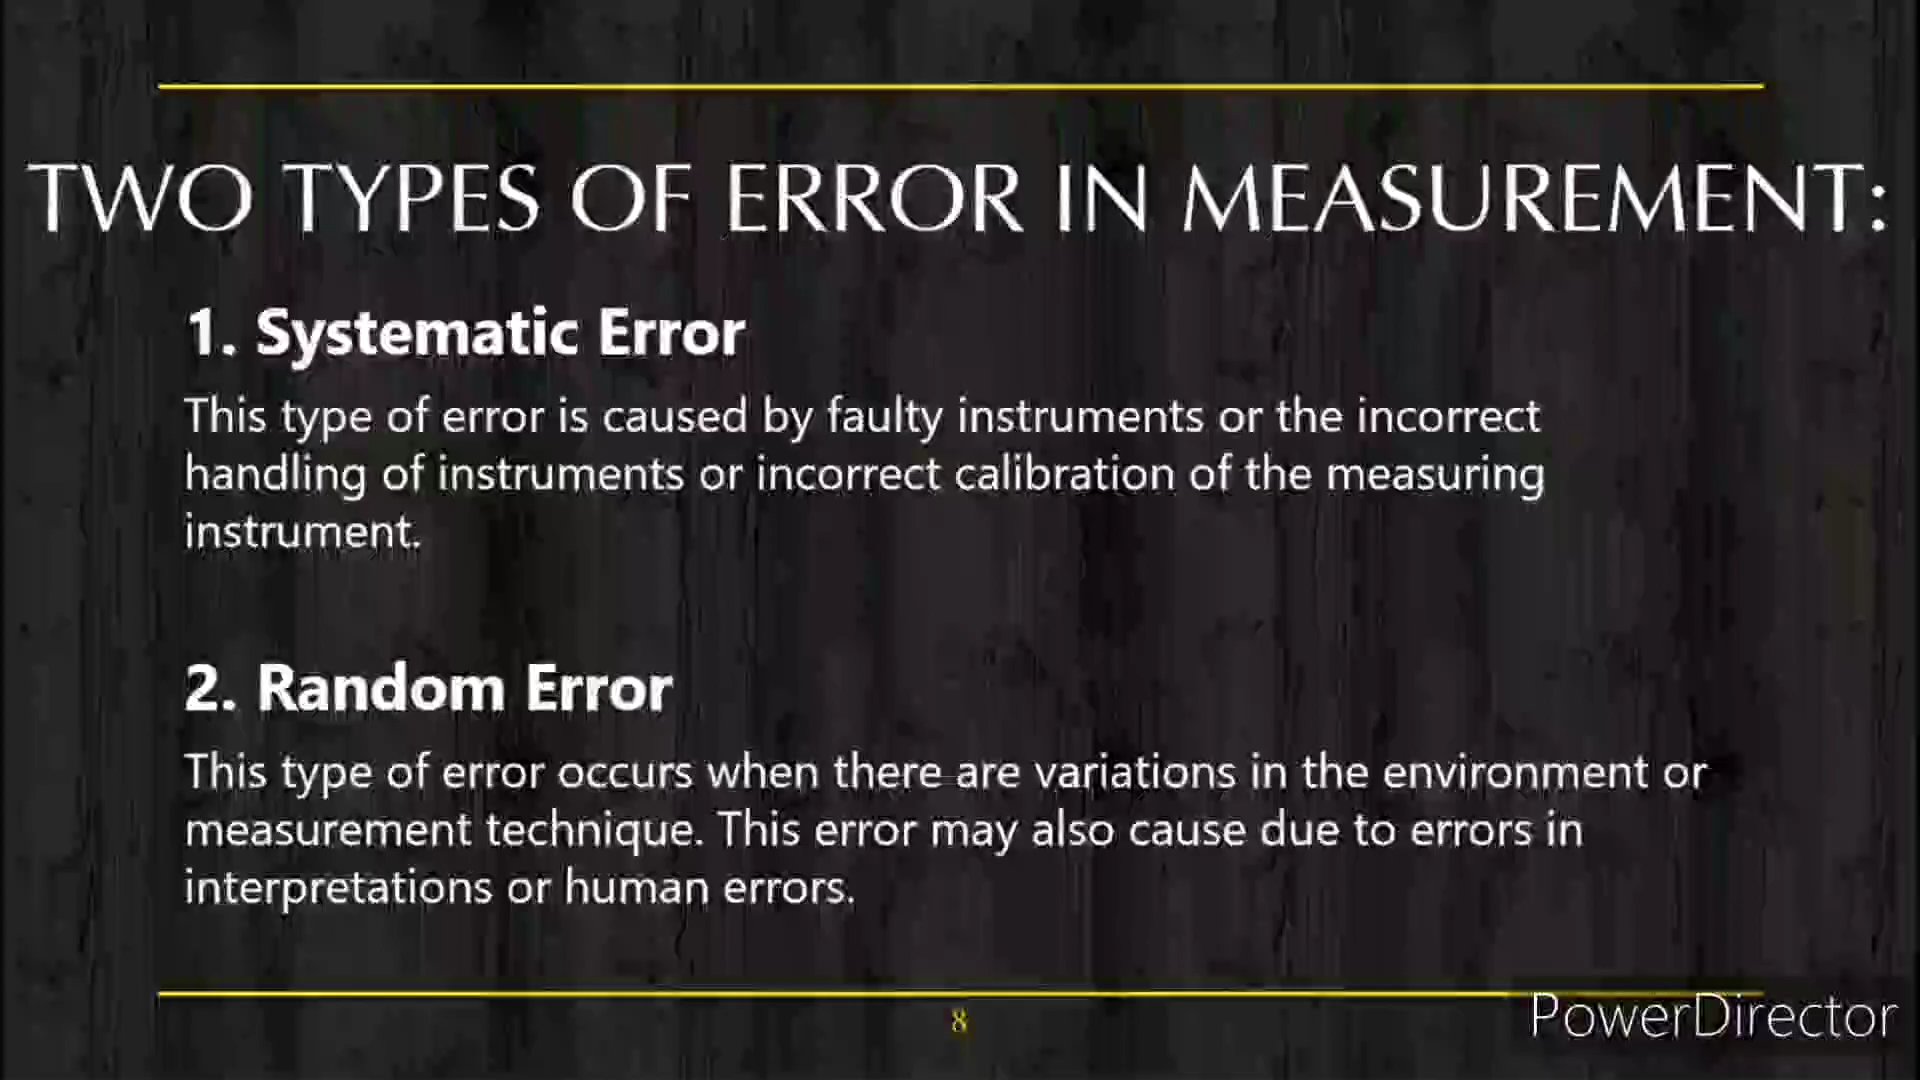 TWO TYPES OF ERROR IN MEASUREMENT:
1. Systematic Error
This type of error is caused by faulty instruments or the incorrect
handling of instruments or incorrect calibration of the measuring
instrument.
2. Random Error
This type of error occurs when there are variations in the environment or
measurement technique. This error may also cause due to errors in
interpretations or human errors.
8
PowerDirector